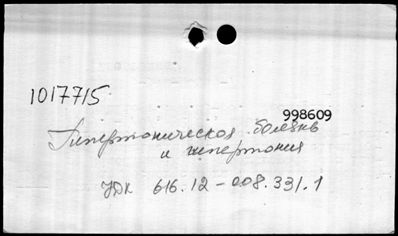 1017715
998609
Гипертоническая болезнь
и гипертония
УДК 616.12-008.331.1